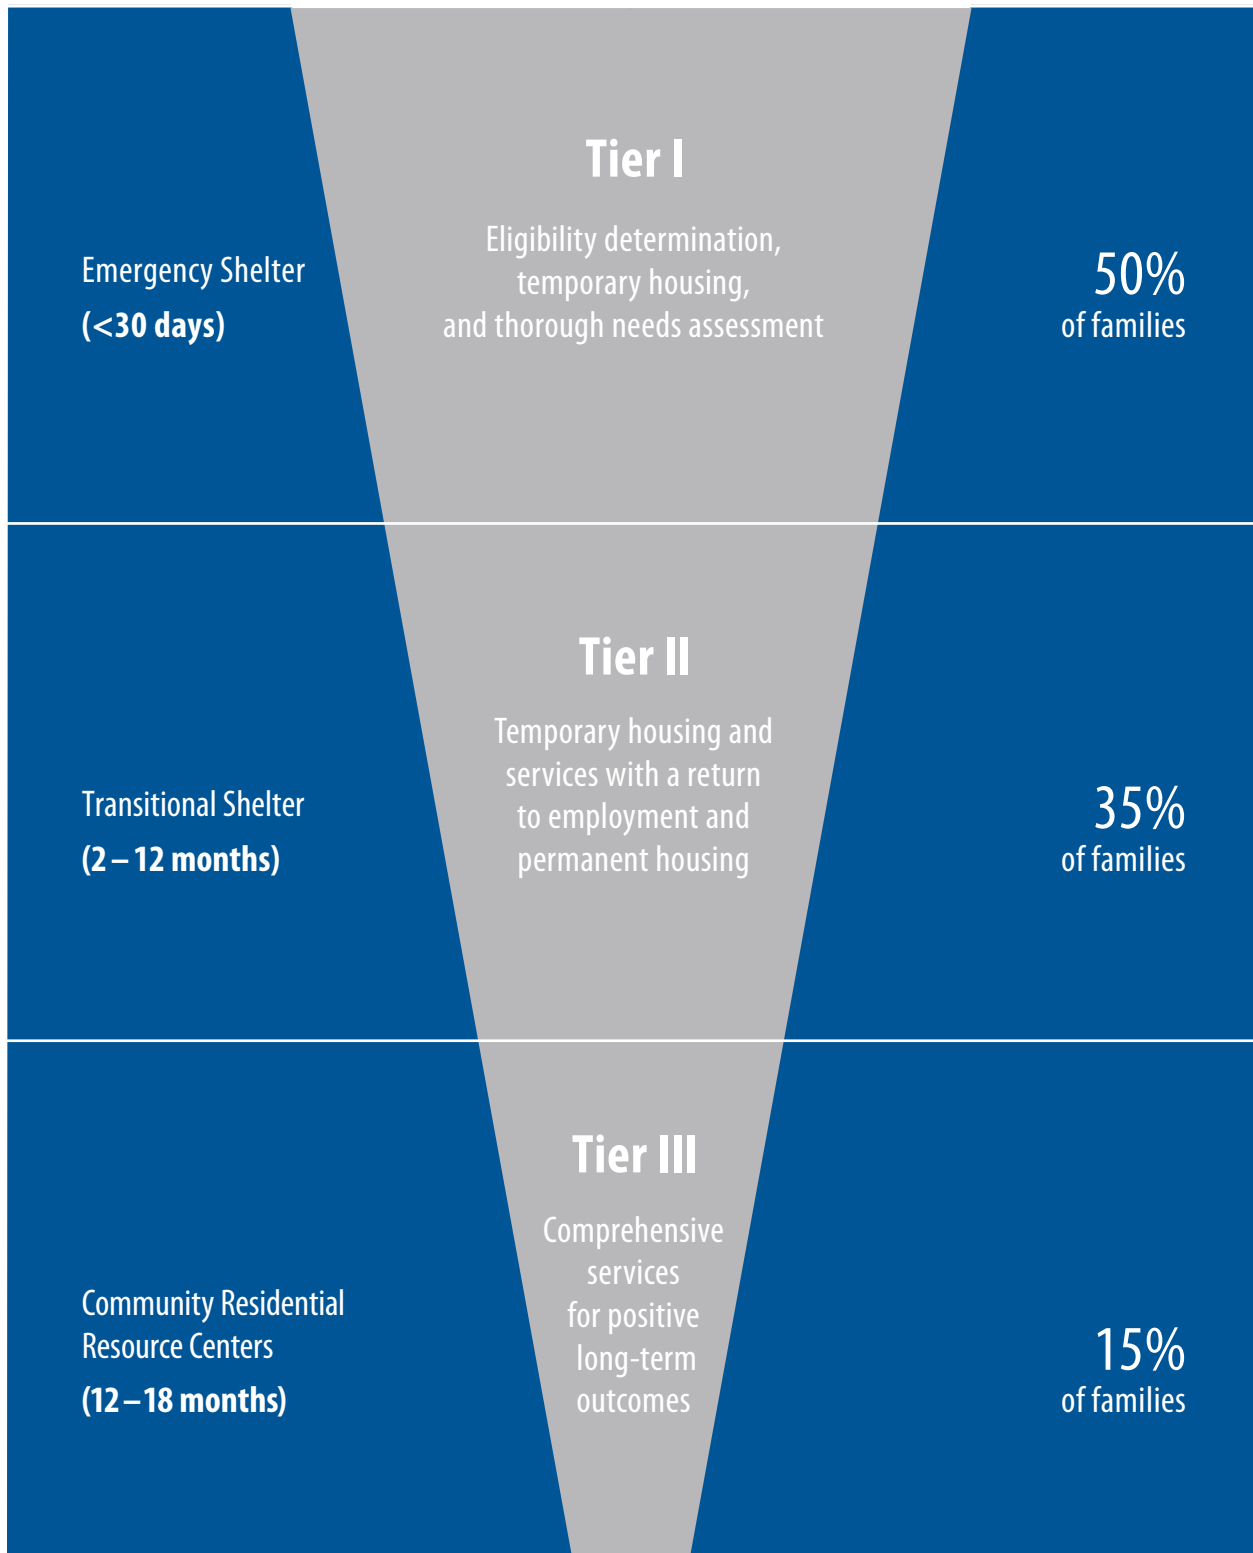 Tier I
Eligibility determination,
temporary housing,
and thorough needs assessment
Emergency Shelter
(<30 days)
50%
of families
Tier II
Temporary housing and
services with a return
to employment and
permanent housing
Transitional Shelter
(2 – 12 months)
35%
of families
Tier III
Comprehensive
services
for positive
long-term
outcomes
Community Residential
Resource Centers
(12 – 18 months)
15%
of families